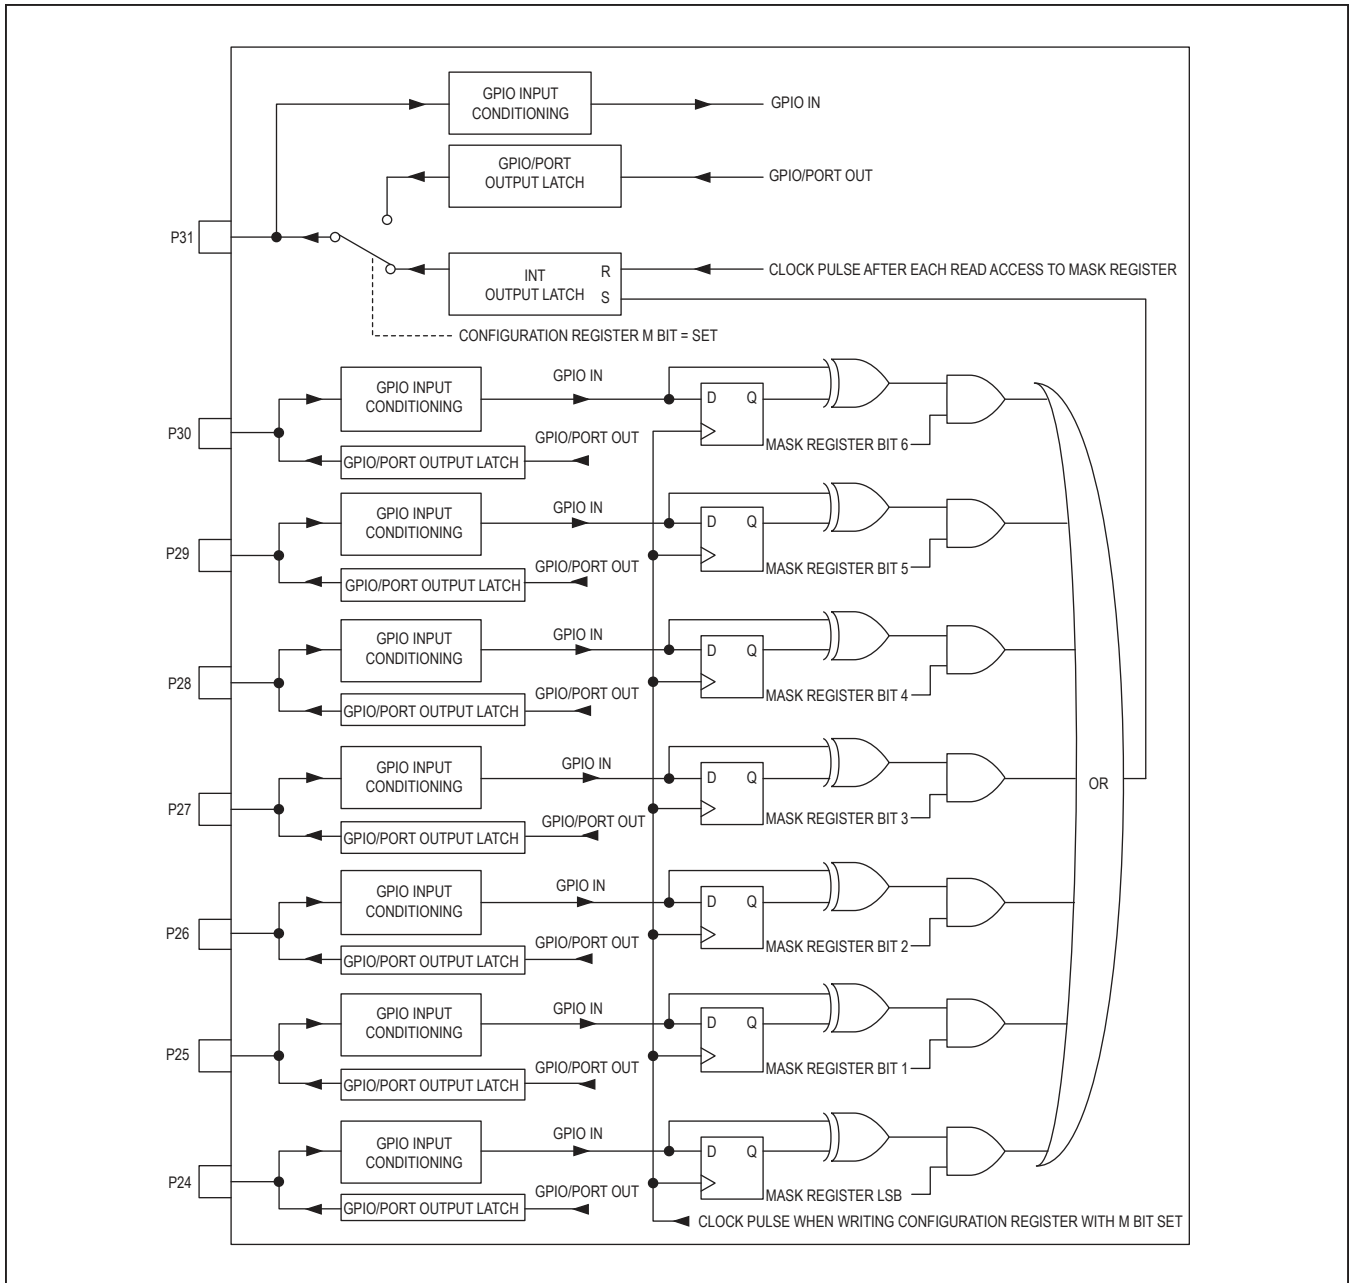 GPIO INPUT
CONDITIONING
GPIO IN
GPIO/PORT
OUTPUT LATCH
GPIO/PORT OUT
P31
INT
OUTPUT LATCH
R
S
CLOCK PULSE AFTER EACH READ ACCESS TO MASK REGISTER
CONFIGURATION REGISTER M BIT = SET
P30
GPIO INPUT
CONDITIONING
GPIO IN
GPIO/PORT OUT
GPIO/PORT OUTPUT LATCH
D Q
MASK REGISTER BIT 6
P29
GPIO INPUT
CONDITIONING
GPIO IN
GPIO/PORT OUT
GPIO/PORT OUTPUT LATCH
D Q
MASK REGISTER BIT 5
P28
GPIO INPUT
CONDITIONING
GPIO IN
GPIO/PORT OUT
GPIO/PORT OUTPUT LATCH
D Q
MASK REGISTER BIT 4
P27
GPIO INPUT
CONDITIONING
GPIO IN
GPIO/PORT OUT
GPIO/PORT OUTPUT LATCH
D Q
MASK REGISTER BIT 3
OR
P26
GPIO INPUT
CONDITIONING
GPIO IN
GPIO/PORT OUT
GPIO/PORT OUTPUT LATCH
D Q
MASK REGISTER BIT 2
P25
GPIO INPUT
CONDITIONING
GPIO IN
GPIO/PORT OUT
GPIO/PORT OUTPUT LATCH
D Q
MASK REGISTER BIT 1
P24
GPIO INPUT
CONDITIONING
GPIO IN
GPIO/PORT OUT
GPIO/PORT OUTPUT LATCH
D Q
MASK REGISTER LSB
CLOCK PULSE WHEN WRITING CONFIGURATION REGISTER WITH M BIT SET